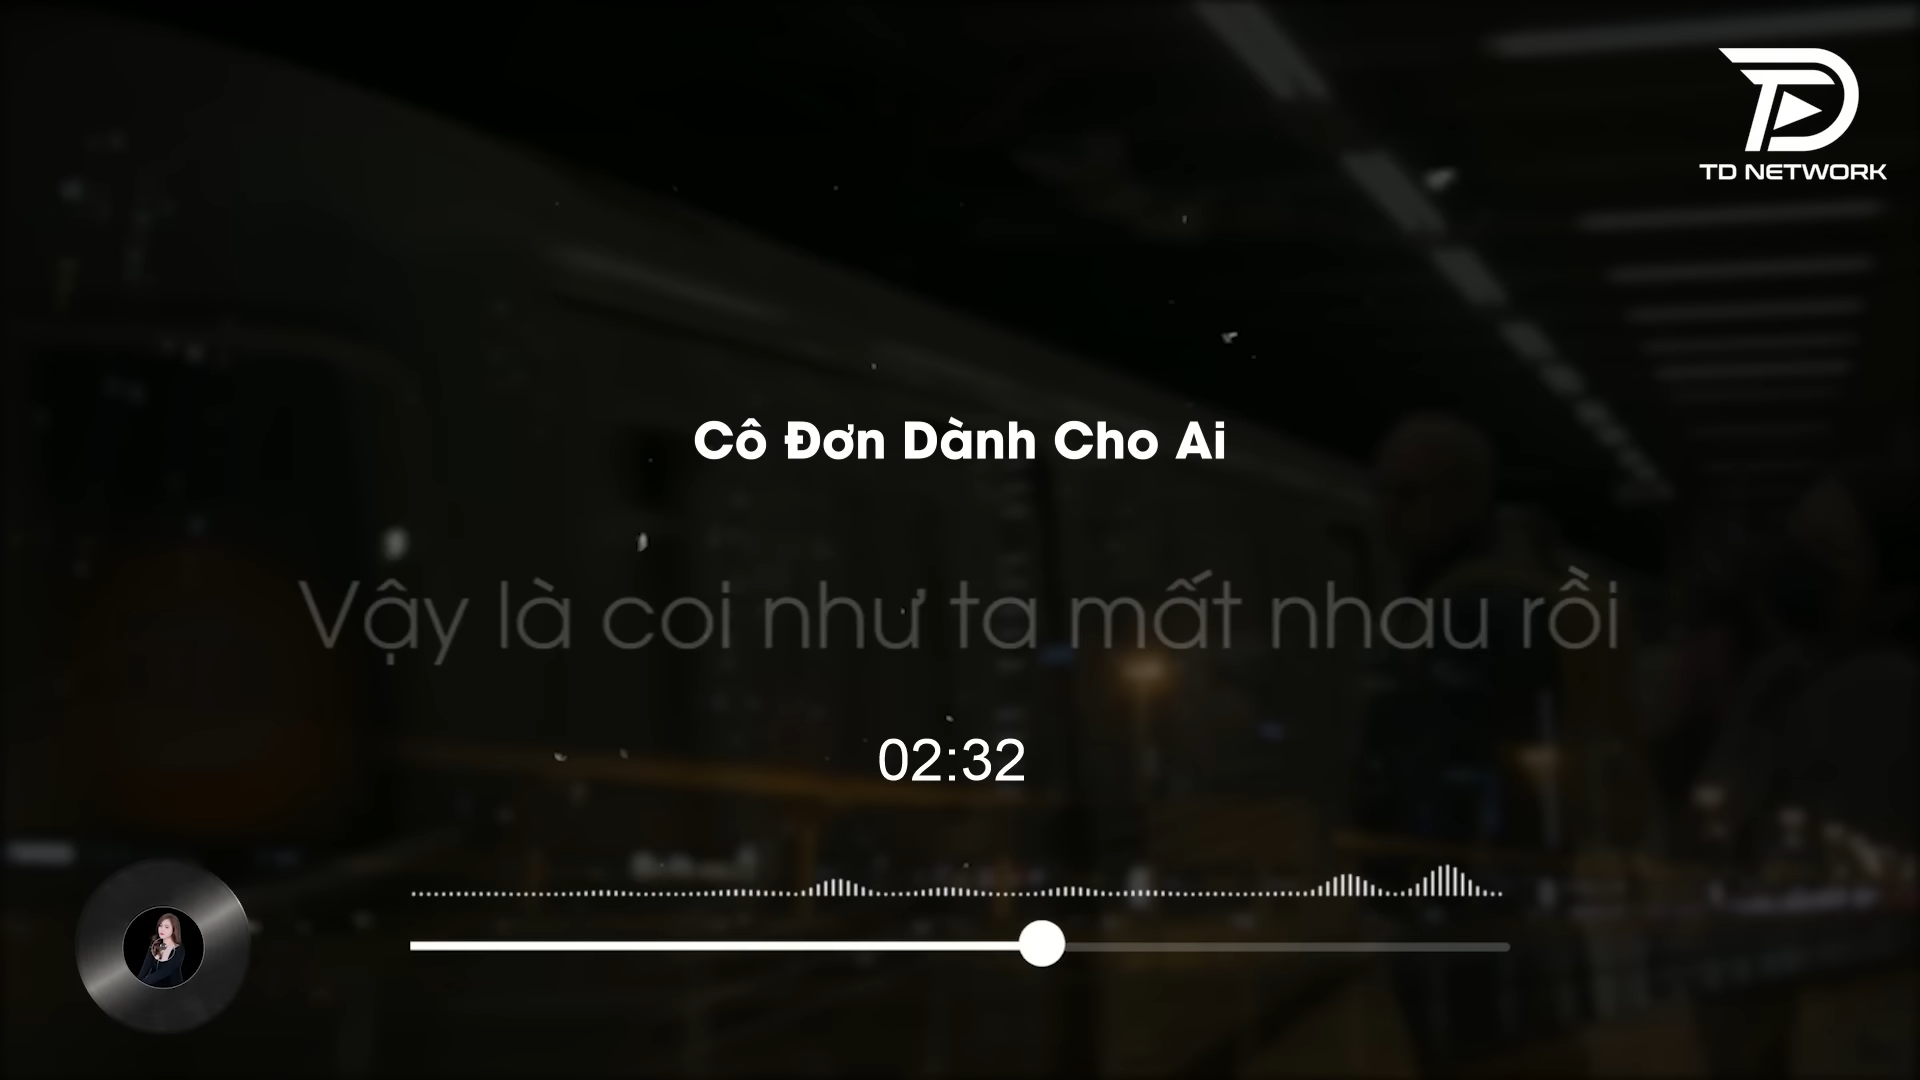 TD NETWORK
Cô Đơn Dành Cho Ai
Vậy là coi như ta mất nhau rồi
02:32